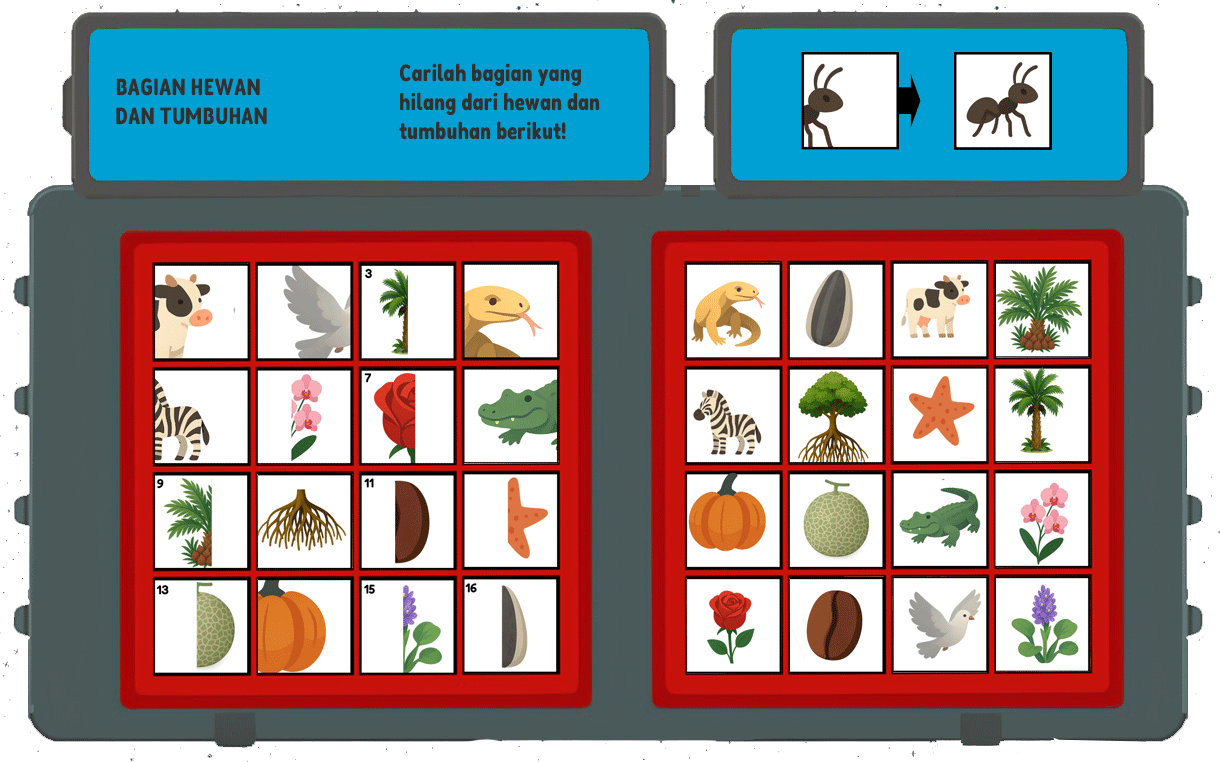 BAGIAN HEWAN
DAN TUMBUHAN
Carilah bagian yang
hilang dari hewan dan
tumbuhan berikut!
3
7
9
11
13
15
16